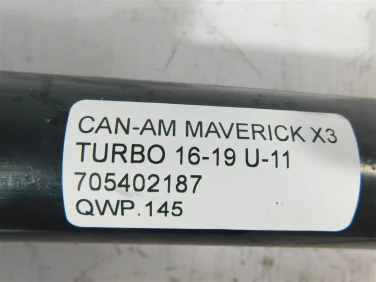 CAN-AM MAVERICK X3
TURBO 16-19 U-11
705402187
QWP.145